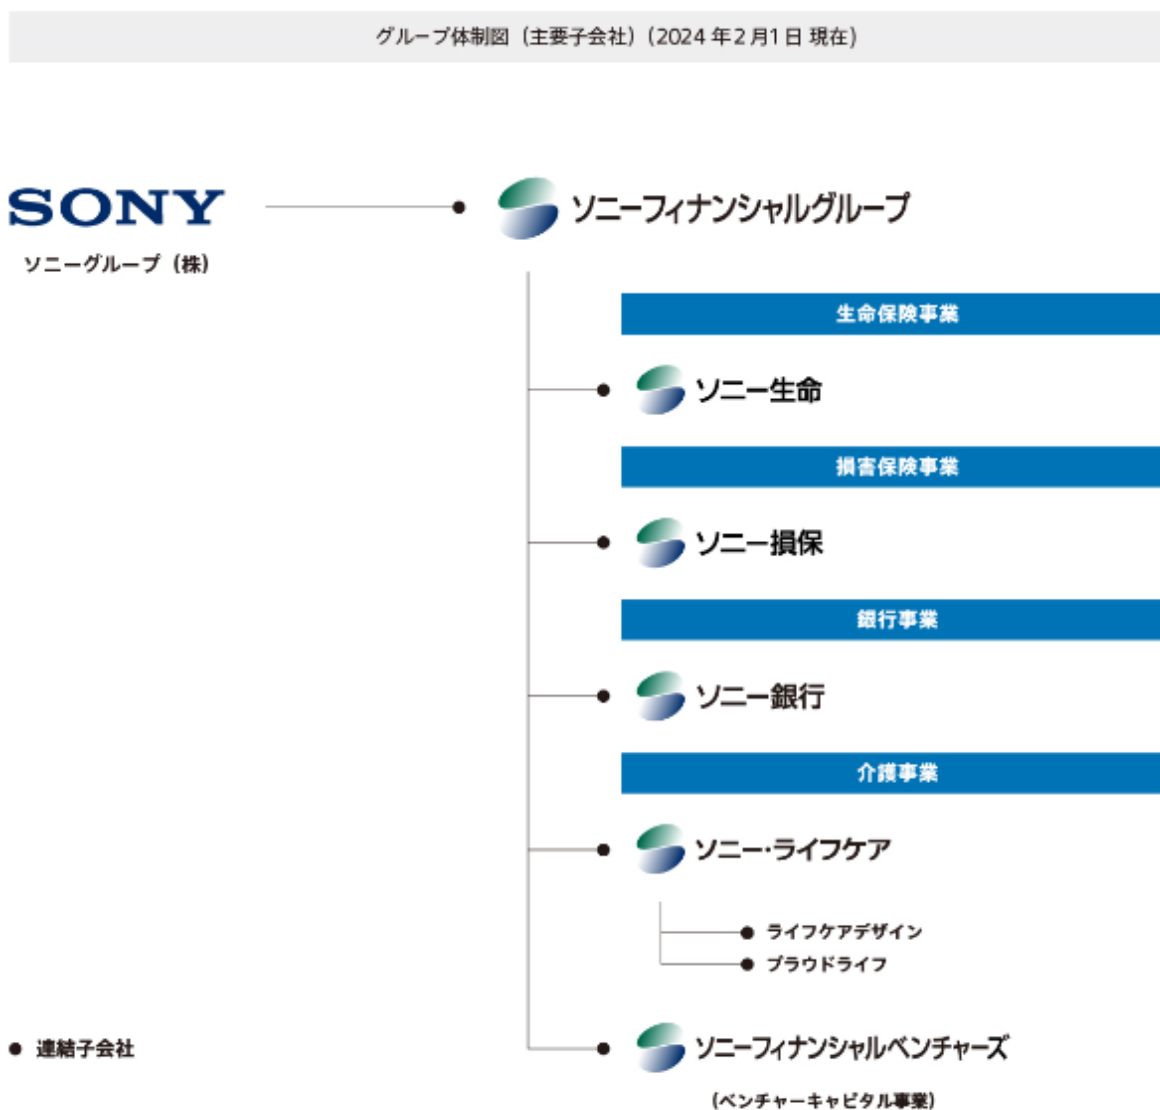 グループ体制図（主要子会社）（2024年2月1日 現在）
SONY
ソニーグループ（株）
ソニーフィナンシャルグループ
生命保険事業
ソニー生命
損害保険事業
ソニー損保
銀行事業
ソニー銀行
介護事業
ソニー・ライフケア
ライフケアデザイン
プラウドライフ
● 連結子会社
ソニーフィナンシャルベンチャーズ
（ベンチャーキャピタル事業）